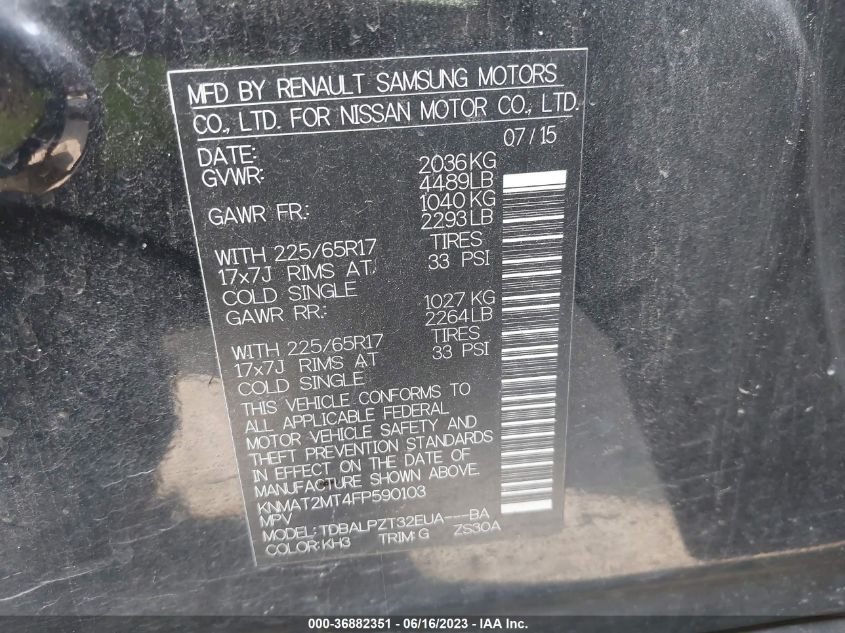 MFD BY RENAULT SAMSUNG MOTORS
CO., LTD. FOR NISSAN MOTOR CO., LTD.
DATE: 07/15
GVWR: 2036KG
4489LB
GAWR FR.: 1040 KG
2293LB
WITH 225/65R17 TIRES
17x7J RIMS AT 33 PSI
COLD SINGLE
GAWR RR.: 1027 KG
2264LB
WITH 225/65R17 TIRES
17x7J RIMS AT 33 PSI
COLD SINGLE
THIS VEHICLE CONFORMS TO
ALL APPLICABLE FEDERAL
MOTOR VEHICLE SAFETY AND
THEFT PREVENTION STANDARDS
IN EFFECT ON THE DATE OF
MANUFACTURE SHOWN ABOVE.
KNMAT2MT4FP590103
MPV
MODEL: TDBALPZT32EUA---BA
COLOR: KH3 TRIM: G ZS30A
000-36882351 - 06/16/2023 - IAA Inc.